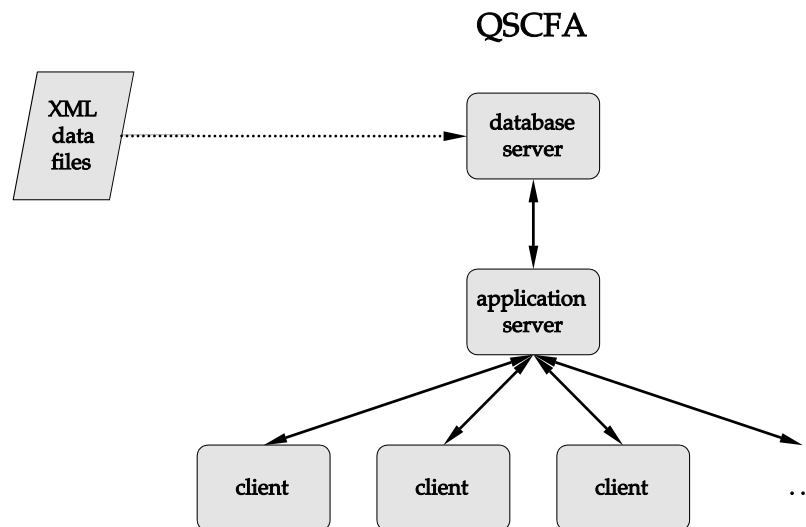 QSCFA
XML
data
files
database
server
application
server
client
client
client
..